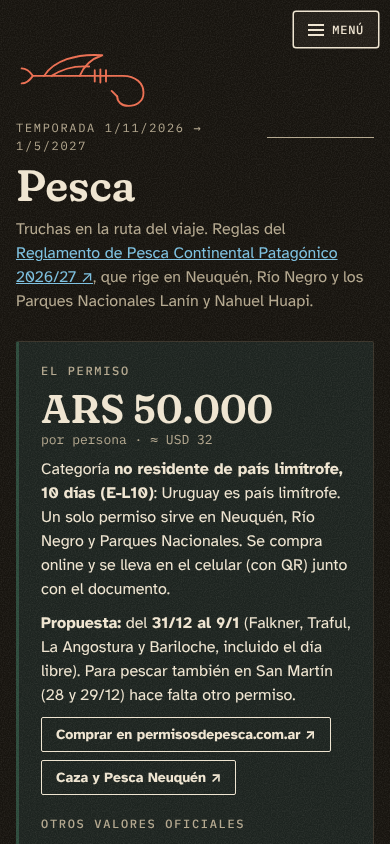 MENÚ
TEMPORADA 1/11/2026 →
1/5/2027
Pesca
Truchas en la ruta del viaje. Reglas del
Reglamento de Pesca Continental Patagónico
2026/27 ↗, que rige en Neuquén, Río Negro y los
Parques Nacionales Lanín y Nahuel Huapi.
EL PERMISO
ARS 50.000
por persona · ≈ USD 32
Categoría no residente de país limítrofe,
10 días (E-L10): Uruguay es país limítrofe.
Un solo permiso sirve en Neuquén, Río
Negro y Parques Nacionales. Se compra
online y se lleva en el celular (con QR) junto
con el documento.
Propuesta: del 31/12 al 9/1 (Falkner, Traful,
La Angostura y Bariloche, incluido el día
libre). Para pescar también en San Martín
(28 y 29/12) hace falta otro permiso.
Comprar en permisosdepesca.com.ar ↗
Caza y Pesca Neuquén ↗
OTROS VALORES OFICIALES